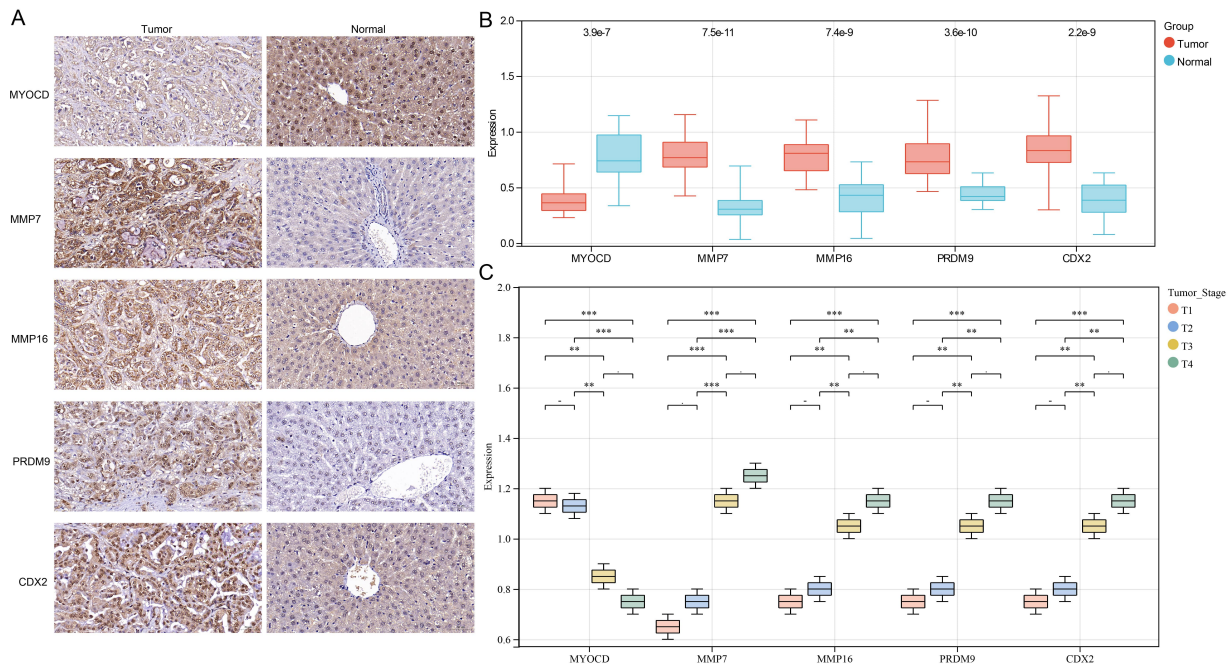 A
Tumor Normal
MYOCD
MMP7
MMP16
PRDM9
CDX2
B
2.0
1.5
1.0
0.5
0.0
Expression
3.9e-7 7.5e-11 7.4e-9 3.6e-10 2.2e-9
MYOCD MMP7 MMP16 PRDM9 CDX2
Group
Tumor
Normal
C
2.0
1.8
1.6
1.4
1.2
1.0
0.8
0.6
Expression
*** *** *** *** ***
*** *** ** ** **
** *** ** ** **
. . . . .
** *** ** ** **
- . - - -
MYOCD MMP7 MMP16 PRDM9 CDX2
Tumor_Stage
T1
T2
T3
T4